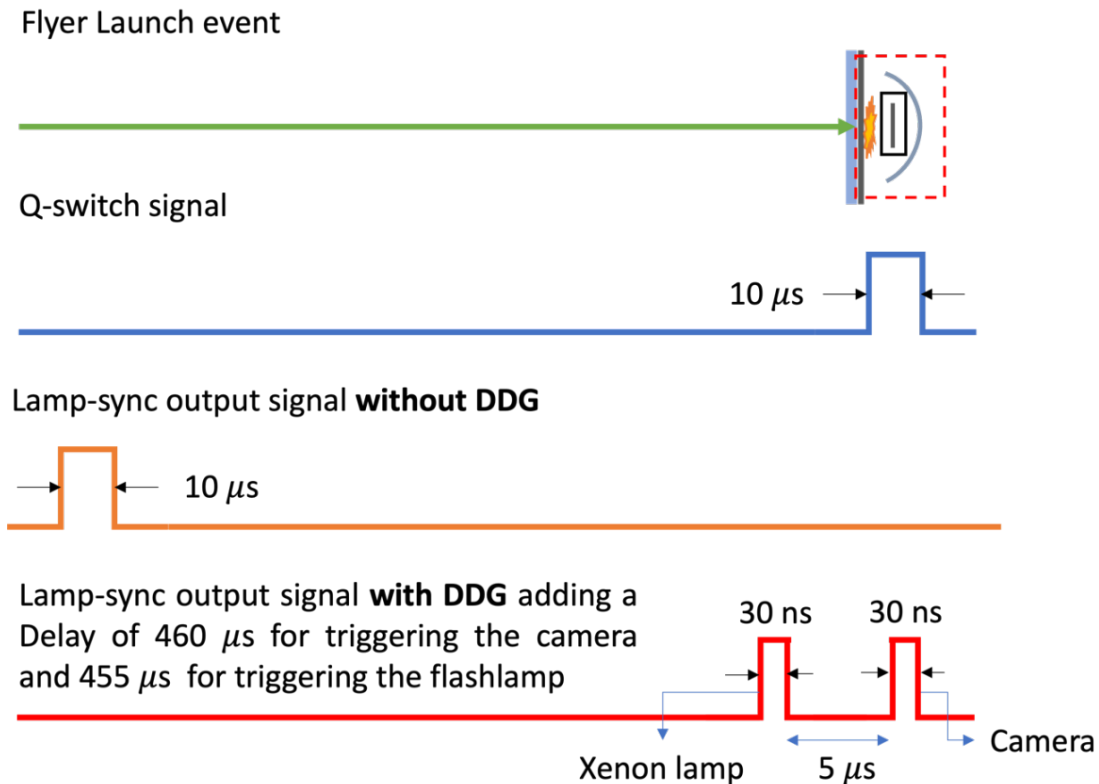 Flyer Launch event
Q-switch signal
10 μs
Lamp-sync output signal without DDG
10 μs
Lamp-sync output signal with DDG adding a
Delay of 460 μs for triggering the camera
and 455 μs for triggering the flashlamp
30 ns 30 ns
Camera
Xenon lamp 5 μs